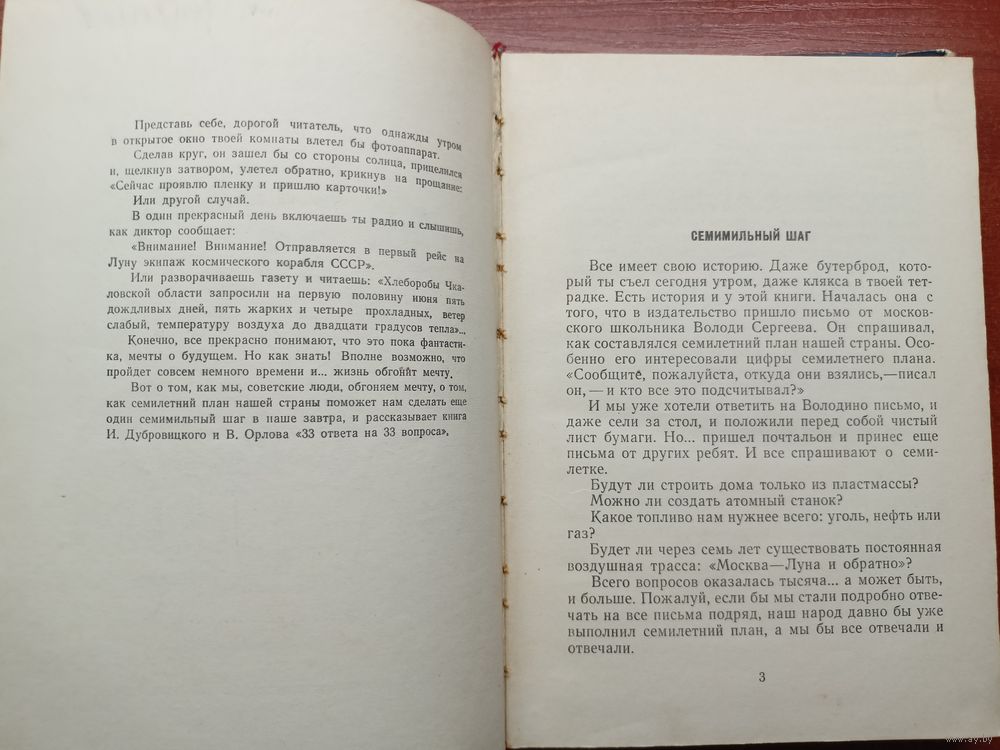 Представь себе, дорогой читатель, что однажды утром
в открытое окно твоей комнаты влетел бы фотоаппарат.
Сделав круг, он зашел бы со стороны солнца, прицелился
и, щелкнув затвором, улетел обратно, крикнув на прощание:
«Сейчас проявлю пленку и пришлю карточки!»
Или другой случай.
В один прекрасный день включаешь ты радио и слышишь,
как диктор сообщает:
«Внимание! Внимание! Отправляется в первый рейс на
Луну экипаж космического корабля СССР».
Или разворачиваешь газету и читаешь: «Хлеборобы Чка-
ловской области запросили на первую половину июня пять
дождливых дней, пять жарких и четыре прохладных, ветер
слабый, температуру воздуха до двадцати градусов тепла»...
Конечно, все прекрасно понимают, что это пока фантасти-
ка, мечты о будущем. Но как знать! Вполне возможно, что
пройдет совсем немного времени и... жизнь обгонит мечту.
Вот о том, как мы, советские люди, обгоняем мечту, о том,
как семилетний план нашей страны поможет нам сделать еще
один семимильный шаг в наше завтра, и рассказывает книга
И. Дубровицкого и В. Орлова «33 ответа на 33 вопроса».
СЕМИМИЛЬНЫЙ ШАГ
Все имеет свою историю. Даже бутерброд, кото-
рый ты съел сегодня утром, даже клякса в твоей тет-
радке. Есть история и у этой книги. Началась она с
того, что в издательство пришло письмо от москов-
ского школьника Володи Сергеева. Он спрашивал,
как составлялся семилетний план нашей страны. Осо-
бенно его интересовали цифры семилетнего плана.
«Сообщите, пожалуйста, откуда они взялись,—писал
он, — и кто все это подсчитывал?»
И мы уже хотели ответить на Володино письмо, и
даже сели за стол, и положили перед собой чистый
лист бумаги. Но... пришел почтальон и принес еще
письма от других ребят. И все спрашивают о семи-
летке.
Будут ли строить дома только из пластмассы?
Можно ли создать атомный станок?
Какое топливо нам нужнее всего: уголь, нефть или
газ?
Будет ли через семь лет существовать постоянная
воздушная трасса: «Москва—Луна и обратно»?
Всего вопросов оказалась тысяча... а может быть,
и больше. Пожалуй, если бы мы стали подробно отве-
чать на все письма подряд, наш народ давно бы уже
выполнил семилетний план, а мы бы все отвечали и
отвечали.
3
www.ay.by